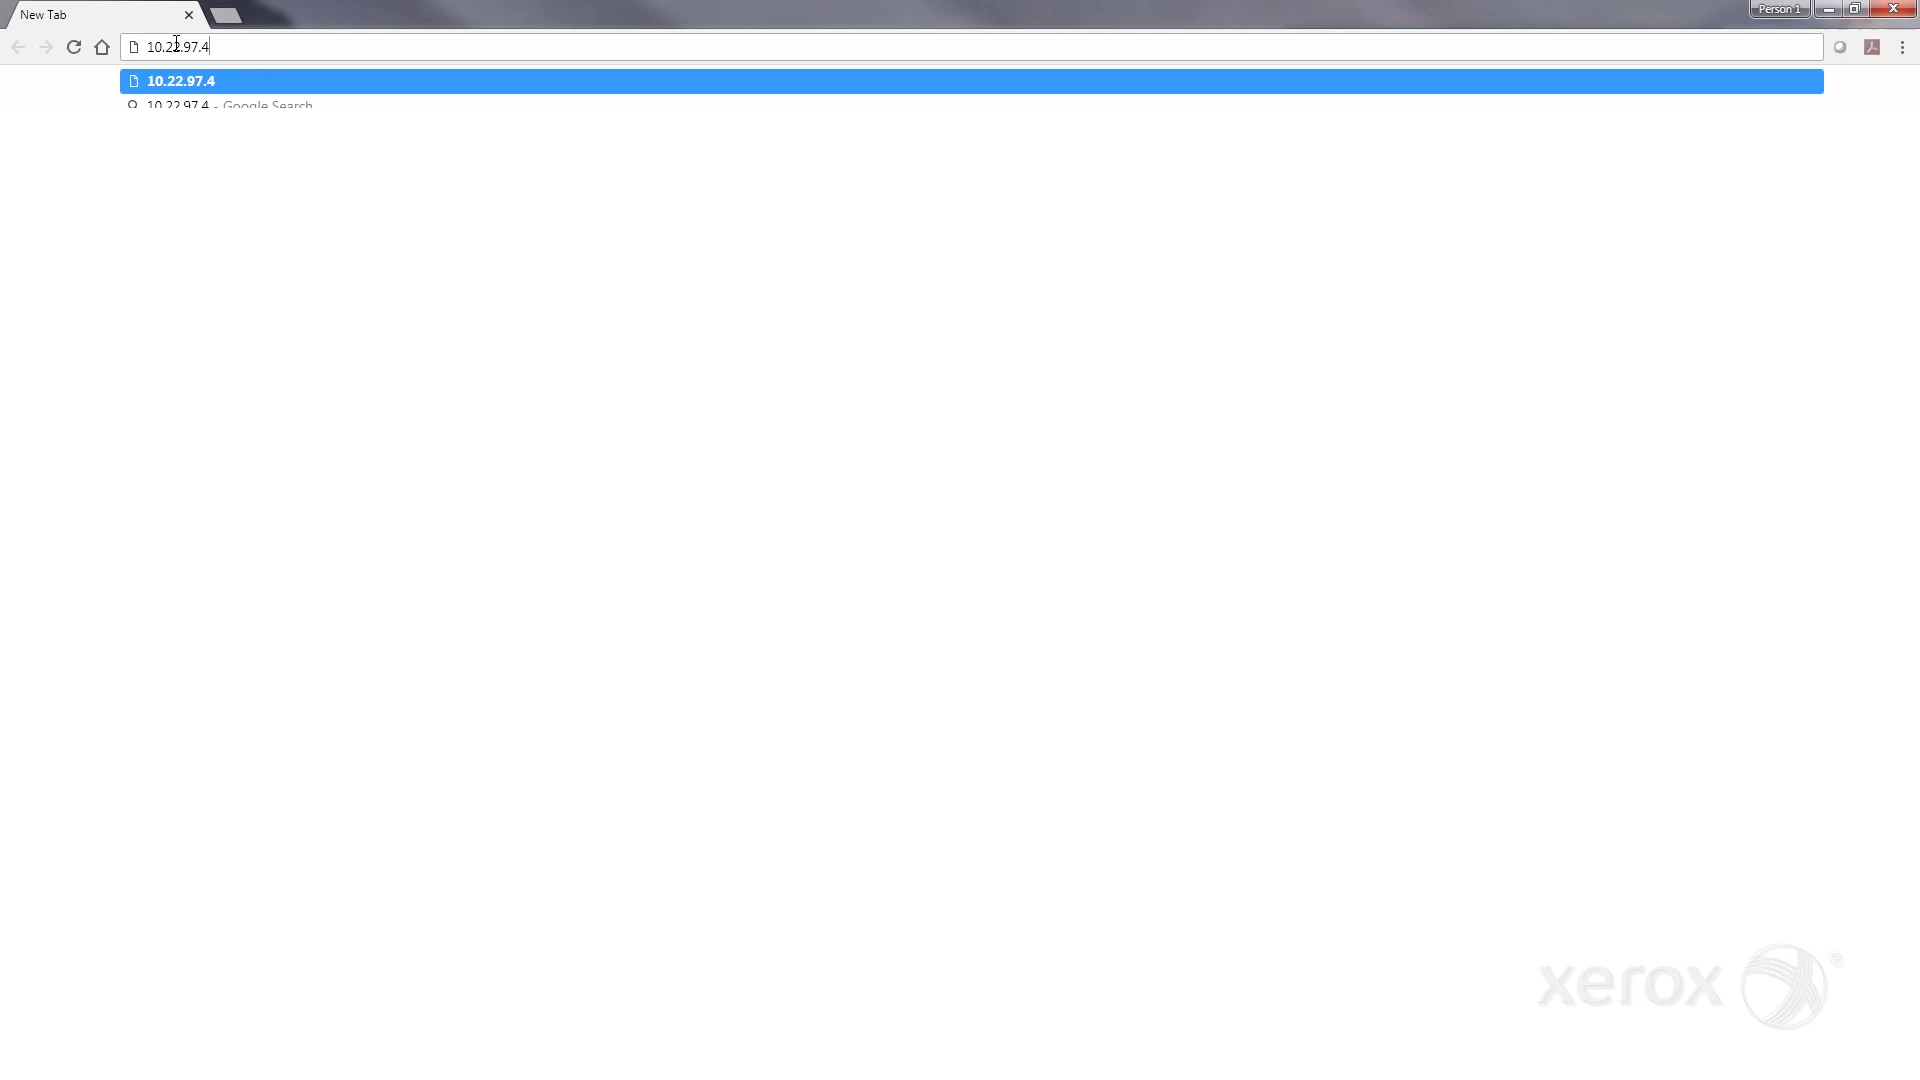 New Tab
Person 1
10.22.97.4
10.22.97.4
10.22.97.4 - Google Search
xerox ®